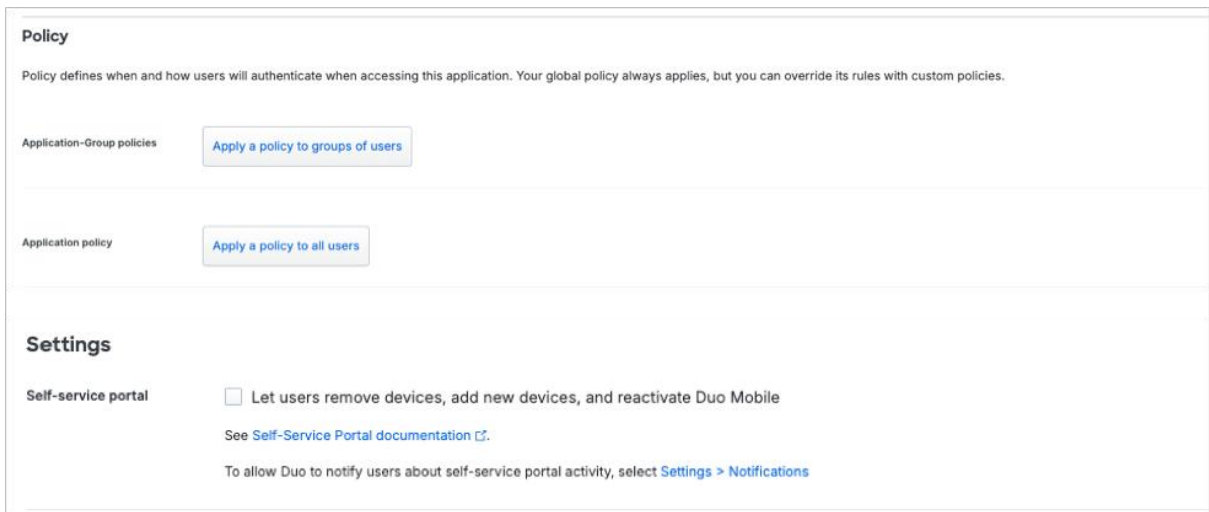 Policy
Policy defines when and how users will authenticate when accessing this application. Your global policy always applies, but you can override its rules with custom policies.
Application-Group policies
Apply a policy to groups of users
Application policy
Apply a policy to all users
Settings
Self-service portal
Let users remove devices, add new devices, and reactivate Duo Mobile
See Self-Service Portal documentation.
To allow Duo to notify users about self-service portal activity, select Settings > Notifications